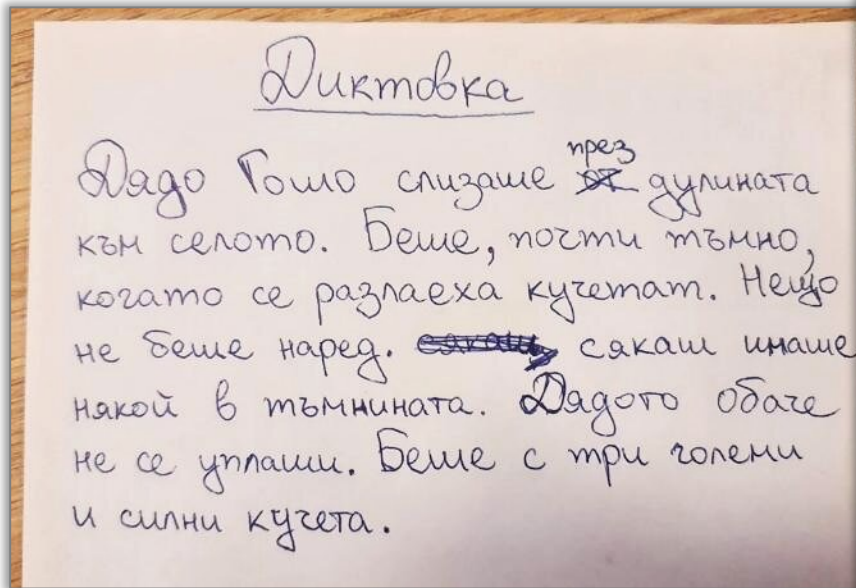 Диктовка
Дядо Гошо слизаше през дулината
към селото. Беше, почти тъмно,
когато се разлаеха кучетат. Нещо
не беше наред. сякаш сякаш имаше
някой в тъмнината. Дядото обаче
не се уплаши. Беше с три големи
и силни кучета.